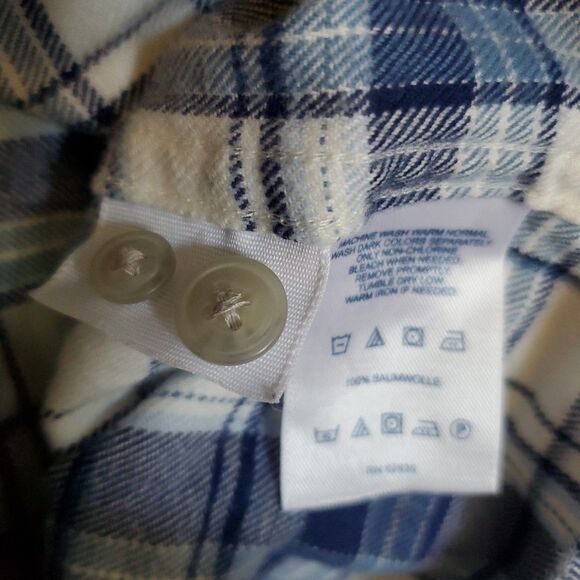 MACHINE WASH WARM NORMAL
WASH DARK COLORS SEPARATELY
ONLY NON-CHLORINE
BLEACH WHEN NEEDED
REMOVE PROMPTLY
TUMBLE DRY LOW
WARM IRON IF NEEDED
100% BAUMWOLLE
RN